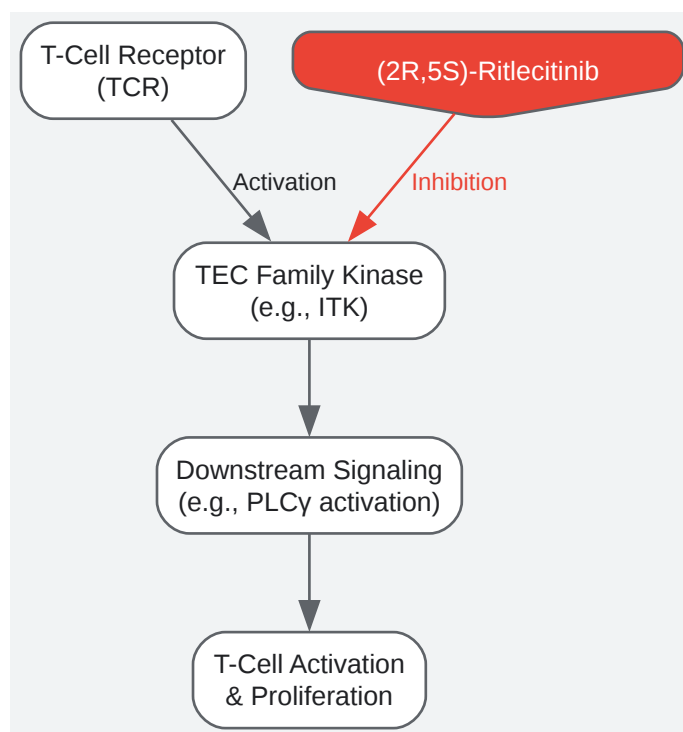 T-Cell Receptor
(TCR)
(2R,5S)-Ritlecitinib
Activation
Inhibition
TEC Family Kinase
(e.g., ITK)
Downstream Signaling
(e.g., PLCγ activation)
T-Cell Activation
& Proliferation